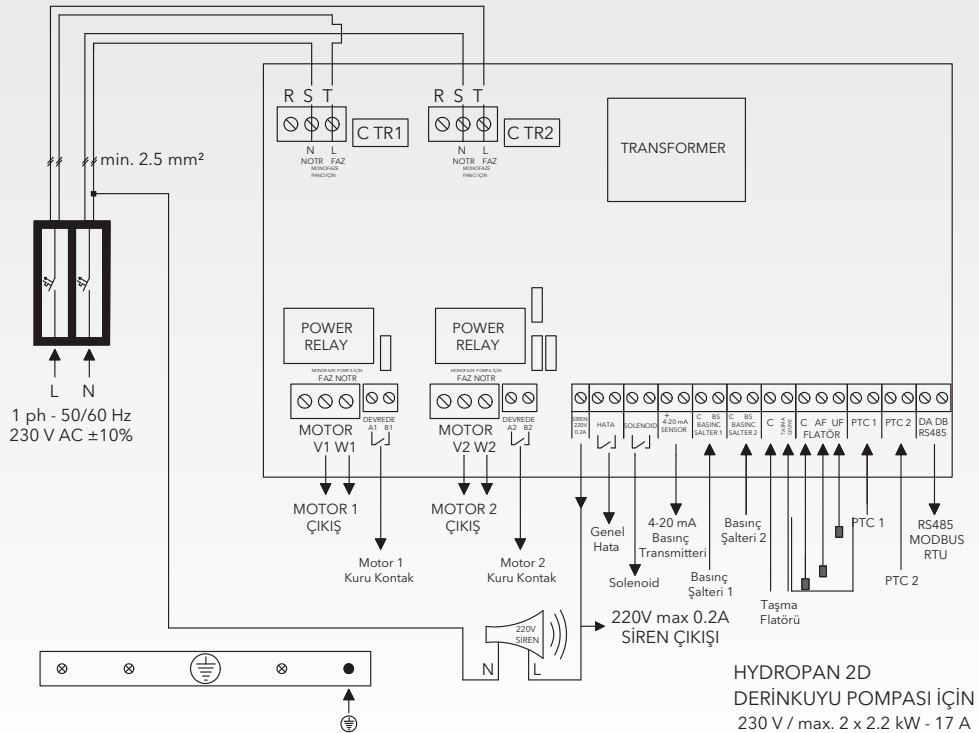 R S T
C TR1
N L
NOTR FAZ
MONOFAZE
PANO İÇİN
R S T
C TR2
N L
NOTR FAZ
MONOFAZE
PANO İÇİN
TRANSFORMER
min. 2.5 mm²
L N
1 ph - 50/60 Hz
230 V AC ±10%
POWER
RELAY
MONOFAZE POMPA İÇİN
FAZ NOTR
MOTOR
V1 W1
DEVREDE
A1 B1
POWER
RELAY
MONOFAZE POMPA İÇİN
FAZ NOTR
MOTOR
V2 W2
DEVREDE
A2 B2
SİREN
220V
0.2A
HATA
SOLENOID
+
4-20 mA
SENSOR
C BS
BASINC
SALTER 1
C BS
BASINC
SALTER 2
C TAŞMA SEVİYE
C AF UF
FLATÖR
PTC 1
PTC 2
DA DB
RS485
MOTOR 1
ÇIKIŞ
Motor 1
Kuru Kontak
MOTOR 2
ÇIKIŞ
Motor 2
Kuru Kontak
Genel
Hata
Solenoid
4-20 mA
Basınç
Transmitteri
Basınç
Şalteri 1
Basınç
Şalteri 2
Taşma
Flatörü
PTC 1
PTC 2
RS485
MODBUS
RTU
220V
SİREN
N L
220V max 0.2A
SİREN ÇIKIŞI
HYDROPAN 2D
DERİNKUYU POMPASI İÇİN
230 V / max. 2 x 2.2 kW - 17 A